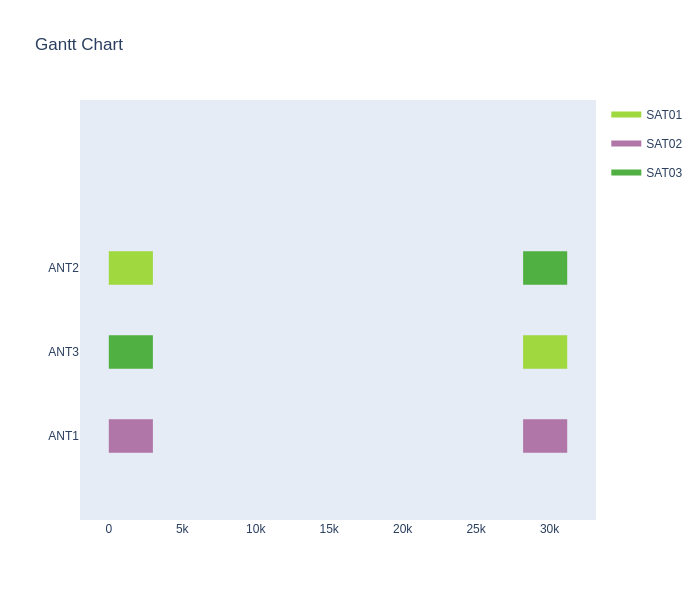 Gantt Chart
SAT01
SAT02
SAT03
ANT2
ANT3
ANT1
0 5k 10k 15k 20k 25k 30k